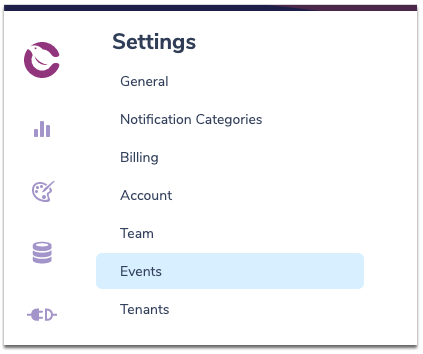 Settings
General
Notification Categories
Billing
Account
Team
Events
Tenants